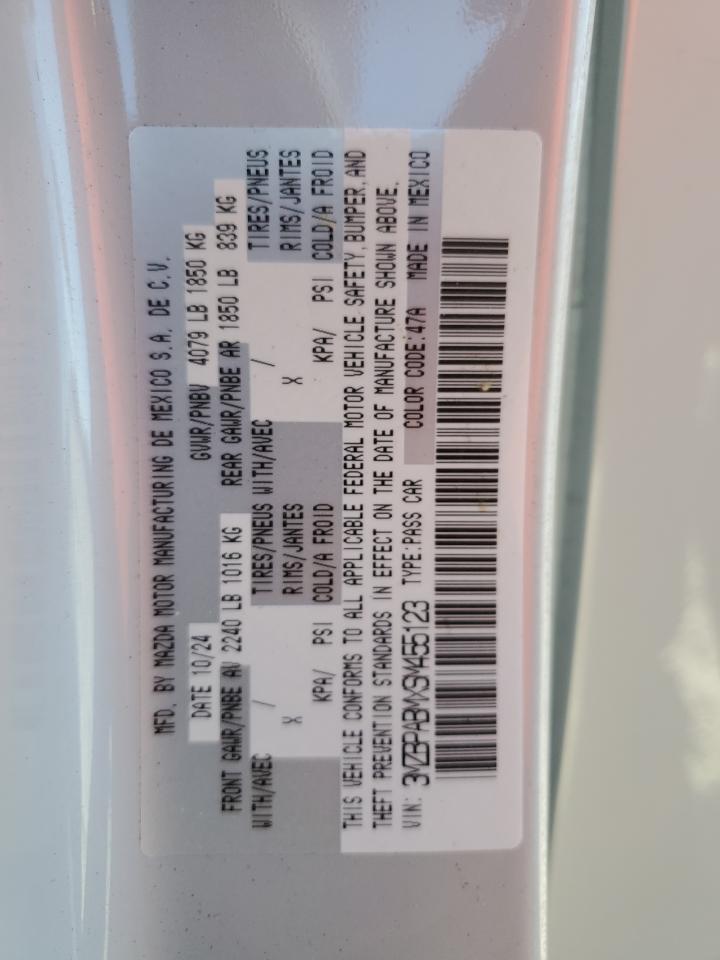 MFD. BY MAZDA MOTOR MANUFACTURING DE MEXICO S.A. DE C.V.
DATE 10/24 GVWR/PNBV 4079 LB 1850 KG
FRONT GAWR/PNBE AV 2240 LB 1016 KG REAR GAWR/PNBE AR 1850 LB 839 KG
WITH/AVEC / TIRES/PNEUS WITH/AVEC / TIRES/PNEUS
X RIMS/JANTES X RIMS/JANTES
KPA/ PSI COLD/A FROID KPA/ PSI COLD/A FROID
THIS VEHICLE CONFORMS TO ALL APPLICABLE FEDERAL MOTOR VEHICLE SAFETY, BUMPER, AND
THEFT PREVENTION STANDARDS IN EFFECT ON THE DATE OF MANUFACTURE SHOWN ABOVE.
VIN: 3MZBPABMXSM455123 TYPE:PASS CAR COLOR CODE:47A MADE IN MEXICO